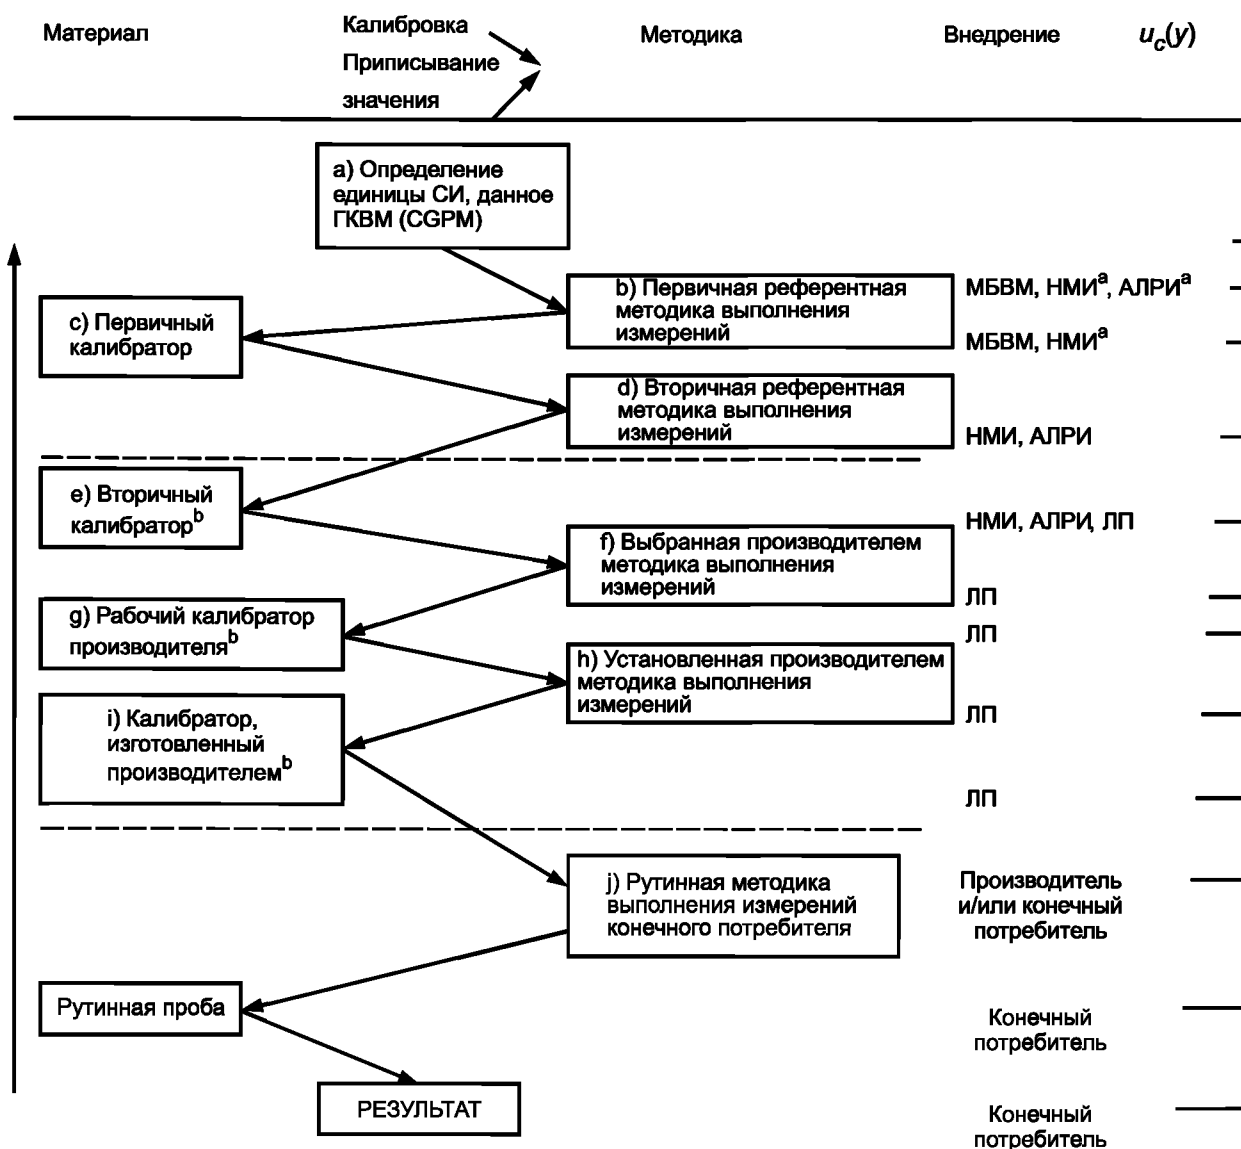 Материал
Калибровка
Приписывание
значения
Методика
Внедрение
u_c(y)
a) Определение
единицы СИ, данное
ГКВМ (CGPM)
b) Первичная референтная
методика выполнения
измерений
МБВМ, НМИᵃ, АЛРИᵃ
c) Первичный
калибратор
МБВМ, НМИᵃ
d) Вторичная референтная
методика выполнения
измерений
НМИ, АЛРИ
e) Вторичный
калибраторᵇ
НМИ, АЛРИ, ЛП
f) Выбранная производителем
методика выполнения
измерений
ЛП
g) Рабочий калибратор
производителяᵇ
ЛП
h) Установленная производителем
методика выполнения
измерений
ЛП
i) Калибратор,
изготовленный
производителемᵇ
ЛП
j) Рутинная методика
выполнения измерений
конечного потребителя
Производитель
и/или конечный
потребитель
Рутинная проба
Конечный
потребитель
РЕЗУЛЬТАТ
Конечный
потребитель